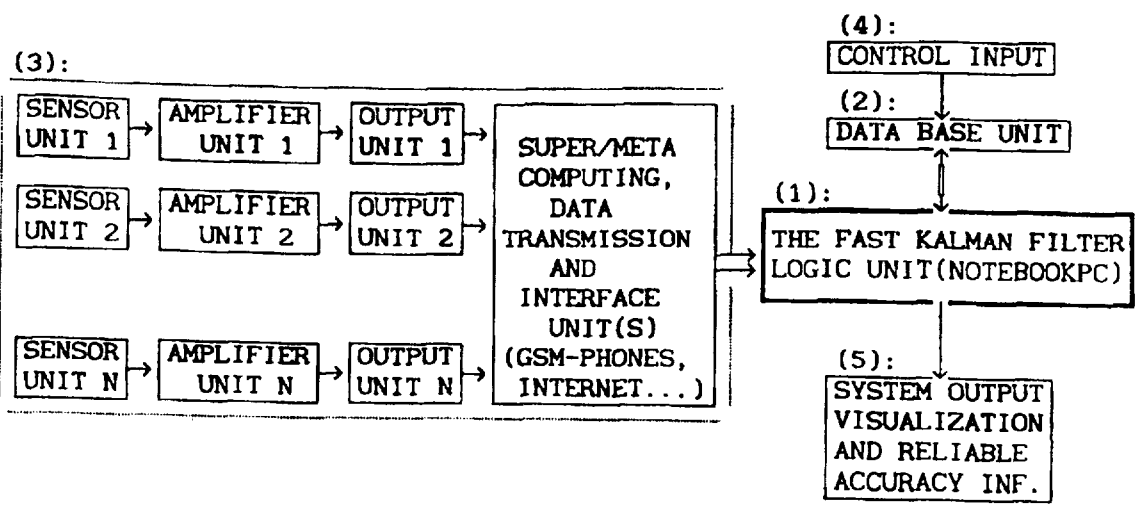 (3):
SENSOR
UNIT 1
AMPLIFIER
UNIT 1
OUTPUT
UNIT 1
SENSOR
UNIT 2
AMPLIFIER
UNIT 2
OUTPUT
UNIT 2
SENSOR
UNIT N
AMPLIFIER
UNIT N
OUTPUT
UNIT N
SUPER/META
COMPUTING,
DATA
TRANSMISSION
AND
INTERFACE
UNIT(S)
(GSM-PHONES,
INTERNET...)
(4):
CONTROL INPUT
(2):
DATA BASE UNIT
(1):
THE FAST KALMAN FILTER
LOGIC UNIT(NOTEBOOKPC)
(5):
SYSTEM OUTPUT
VISUALIZATION
AND RELIABLE
ACCURACY INF.